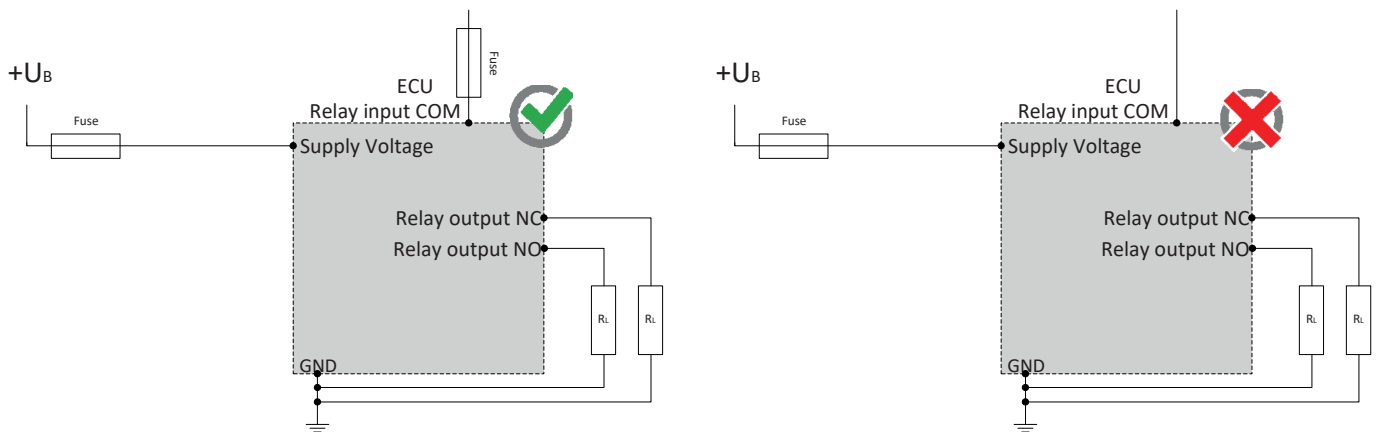 Fuse
ECU
+UB
Relay input COM
Fuse
Supply Voltage
Relay output NC
Relay output NO
RL RL
GND
ECU
+UB
Relay input COM
Fuse
Supply Voltage
Relay output NC
Relay output NO
RL RL
GND